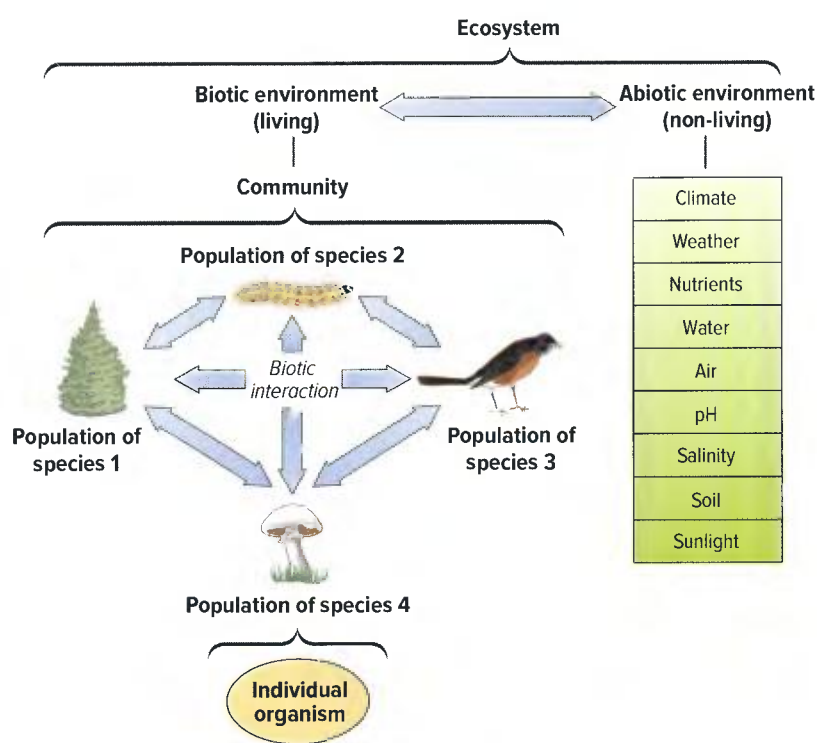 Ecosystem
Biotic environment
(living)
Abiotic environment
(non-living)
Community
Population of species 2
Biotic
interaction
Population of
species 1
Population of
species 3
Population of species 4
Individual
organism
Climate
Weather
Nutrients
Water
Air
pH
Salinity
Soil
Sunlight